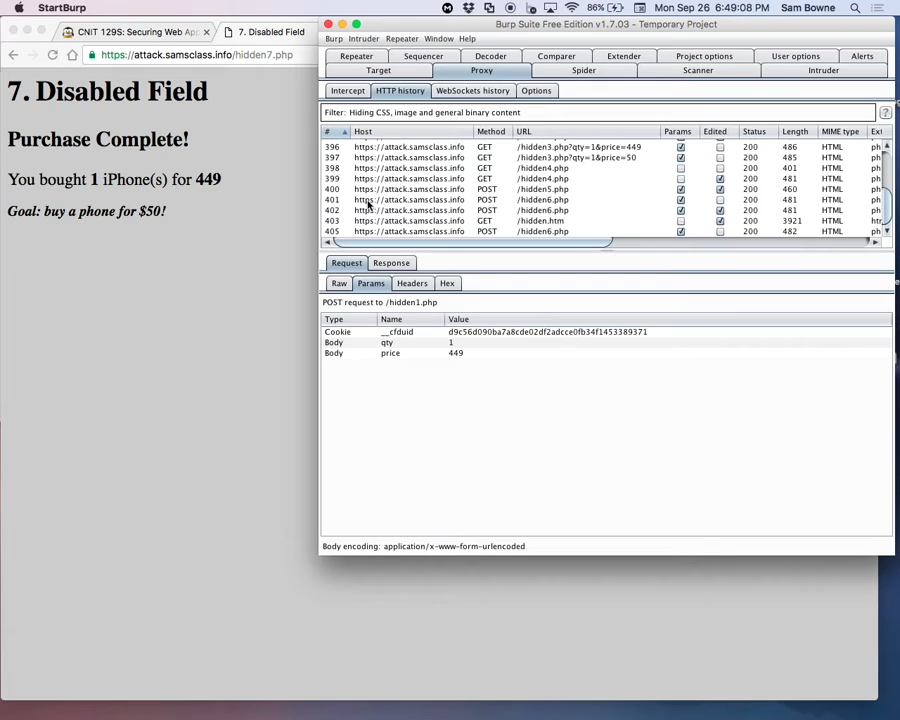 StartBurp
86%
Mon Sep 26 6:49:08 PM Sam Bowne
CNIT 129S: Securing Web Ap
7. Disabled Field
https://attack.samsclass.info/hidden7.php
7. Disabled Field
Purchase Complete!
You bought 1 iPhone(s) for 449
Goal: buy a phone for $50!
Burp Suite Free Edition v1.7.03 - Temporary Project
Burp Intruder Repeater Window Help
Repeater Sequencer Decoder Comparer Extender Project options User options Alerts
Target Proxy Spider Scanner Intruder
Intercept HTTP history WebSockets history Options
Filter: Hiding CSS, image and general binary content
?
# Host Method URL Params Edited Status Length MIME type Ext
396 https://attack.samsclass.info GET /hidden3.php?qty=1&price=449 200 486 HTML ph
397 https://attack.samsclass.info GET /hidden3.php?qty=1&price=50 200 485 HTML ph
398 https://attack.samsclass.info GET /hidden4.php 200 401 HTML ph
399 https://attack.samsclass.info GET /hidden4.php 200 481 HTML ph
400 https://attack.samsclass.info POST /hidden5.php 200 460 HTML ph
401 https://attack.samsclass.info POST /hidden6.php 200 481 HTML ph
402 https://attack.samsclass.info POST /hidden6.php 200 481 HTML ph
403 https://attack.samsclass.info GET /hidden.htm 200 3921 HTML htr
405 https://attack.samsclass.info POST /hidden6.php 200 482 HTML ph
Request Response
Raw Params Headers Hex
POST request to /hidden1.php
Type Name Value
Cookie __cfduid d9c56d090ba7a8cde02df2adcce0fb34f1453389371
Body qty 1
Body price 449
Body encoding: application/x-www-form-urlencoded